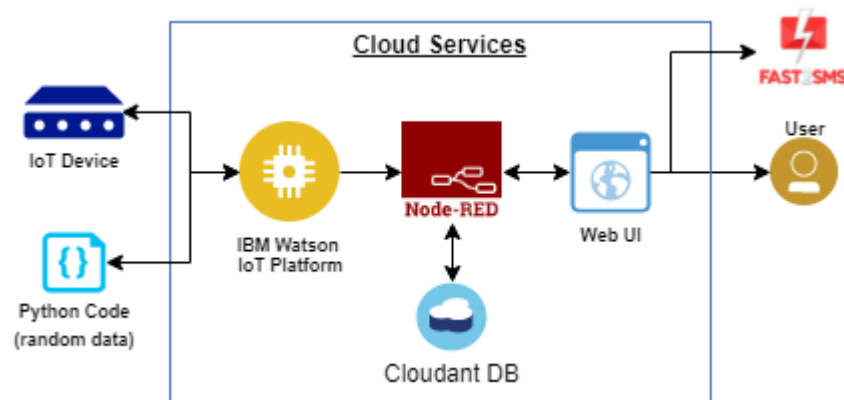 Cloud Services
FAST2SMS
IoT Device
User
Node-RED
Web UI
IBM Watson
IoT Platform
Python Code
(random data)
Cloudant DB